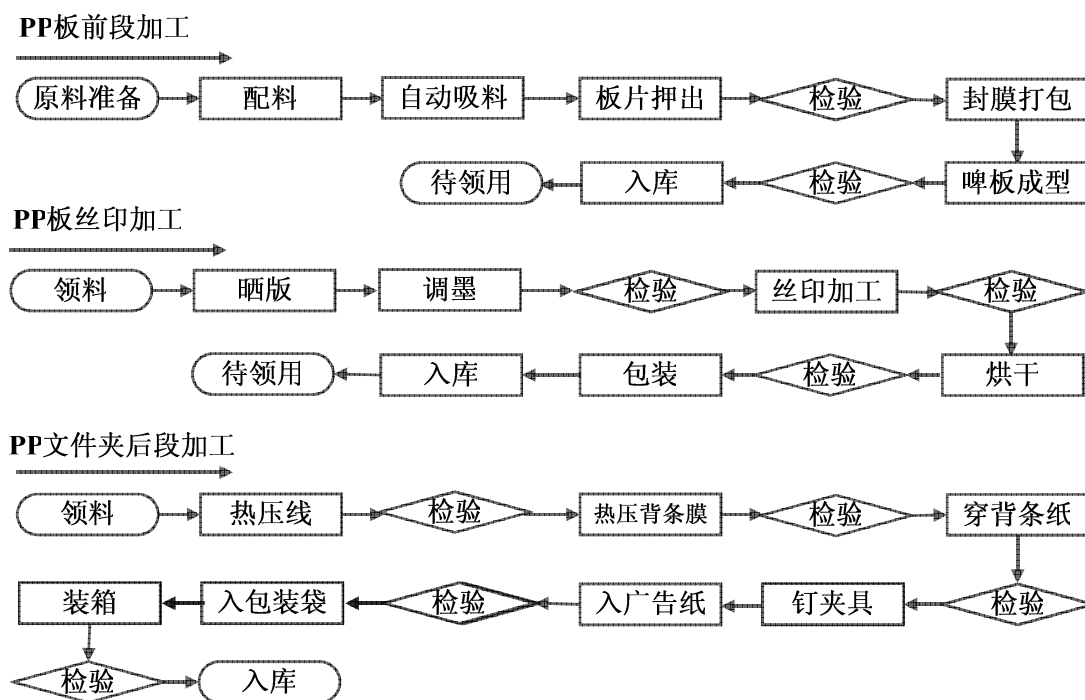 PP板前段加工
原料准备 配料 自动吸料 板片押出 检验 封膜打包
待领用 入库 检验 啤板成型
PP板丝印加工
领料 晒版 调墨 检验 丝印加工 检验
待领用 入库 包装 检验 烘干
PP文件夹后段加工
领料 热压线 检验 热压背条膜 检验 穿背条纸
装箱 入包装袋 检验 入广告纸 钉夹具 检验
检验 入库